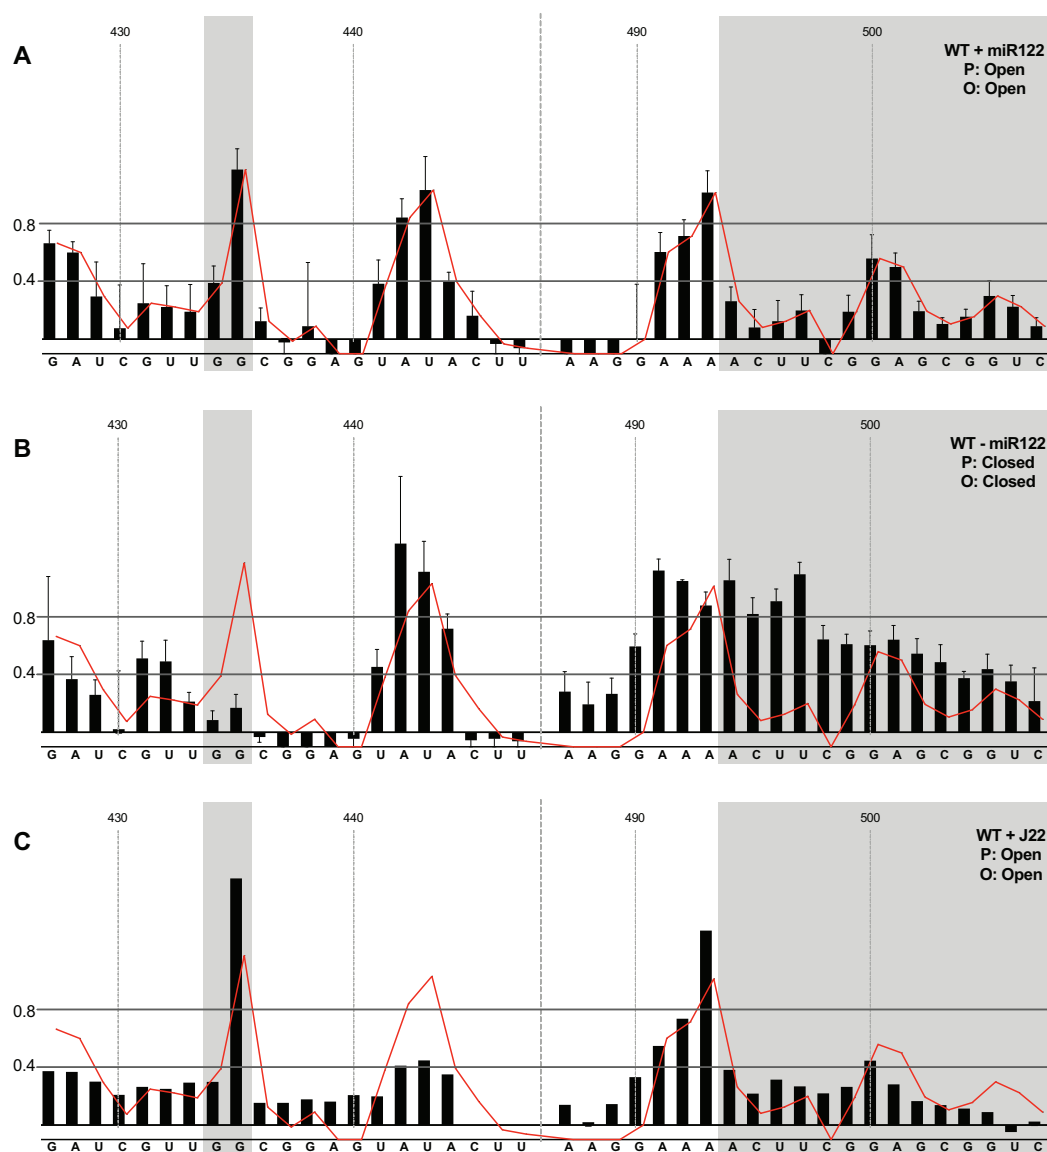 430 440 490 500
A
WT + miR122
P: Open
O: Open
0.8
0.4
G A U C G U U G G C G G A G U A U A C U U A A G G A A A A C U U C G G A G C G G U C
430 440 490 500
B
WT - miR122
P: Closed
O: Closed
0.8
0.4
G A U C G U U G G C G G A G U A U A C U U A A G G A A A A C U U C G G A G C G G U C
430 440 490 500
C
WT + J22
P: Open
O: Open
0.8
0.4
G A U C G U U G G C G G A G U A U A C U U A A G G A A A A C U U C G G A G C G G U C